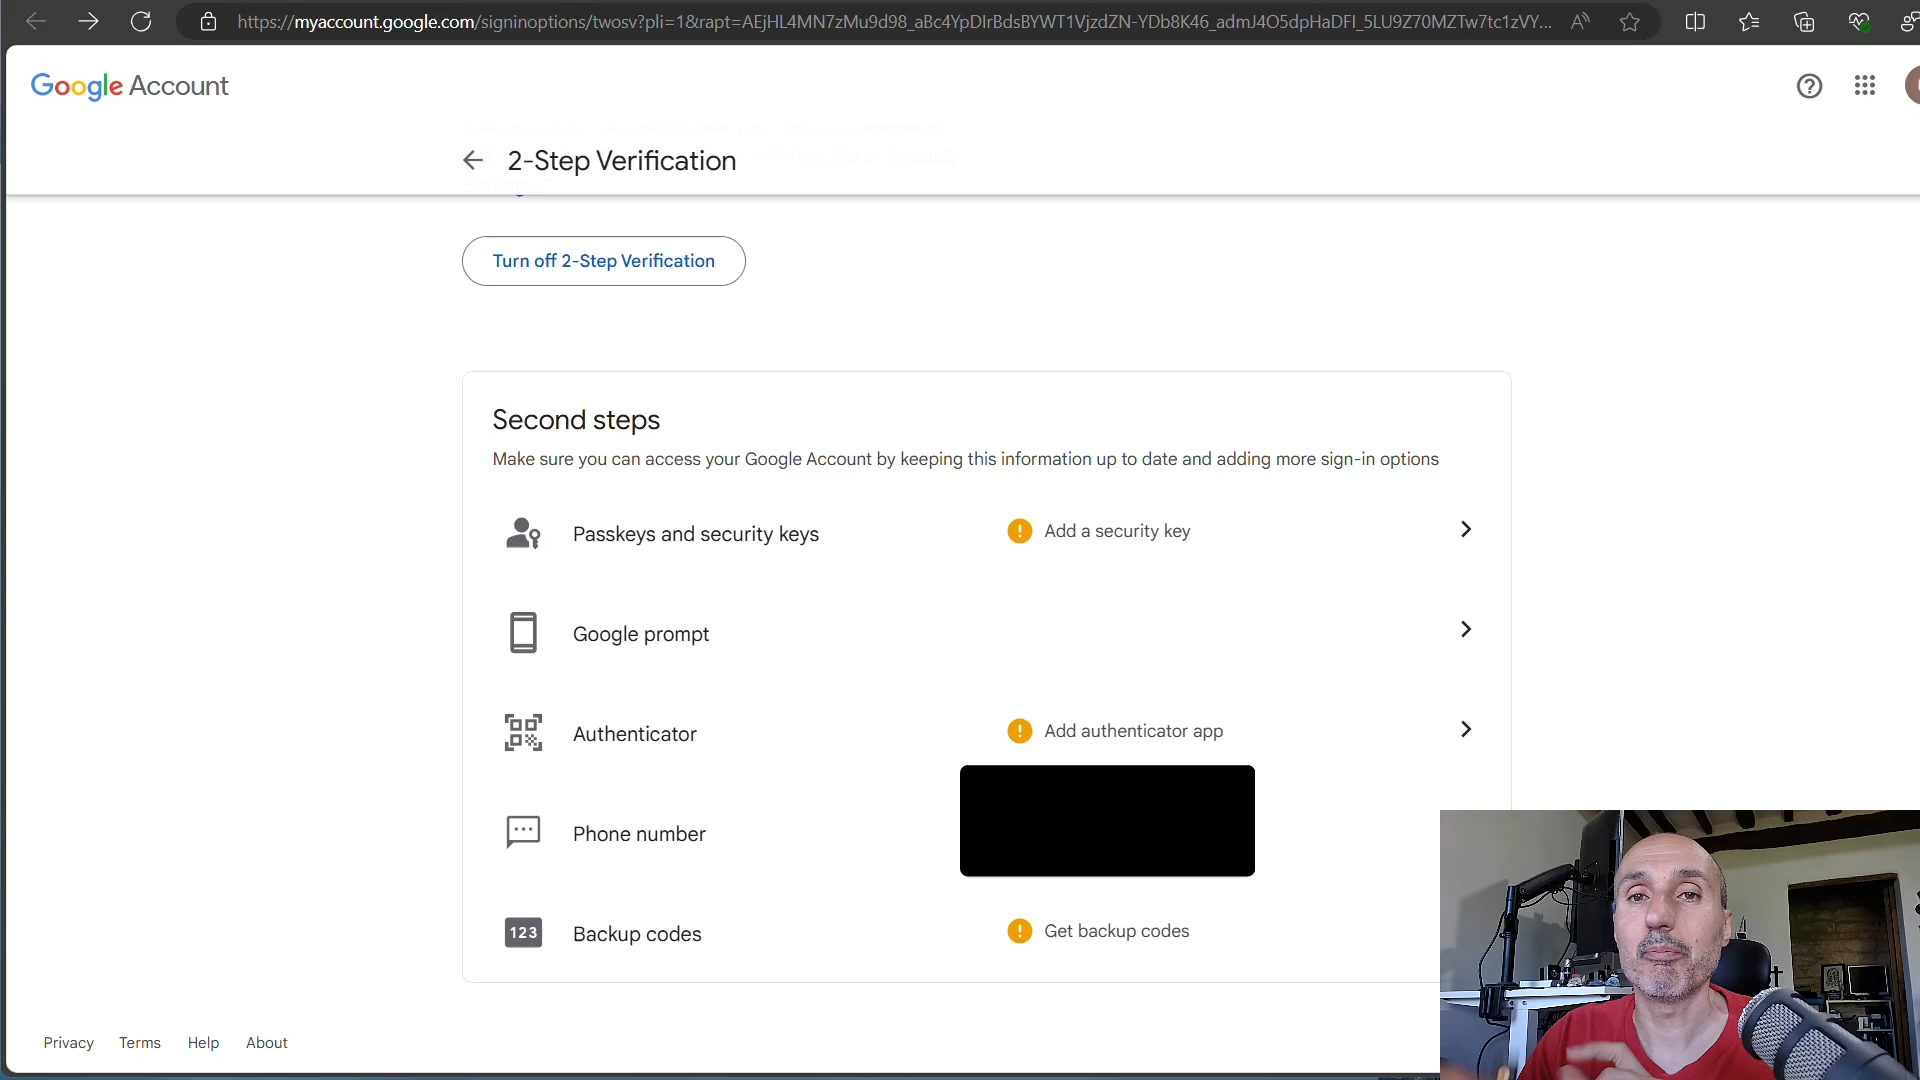 https://myaccount.google.com/signinoptions/twosv?pli=1&rapt=AEjHL4MN7zMu9d98_aBc4YpDIrBdsBYWT1VjzdZN-YDb8K46_admJ4O5dpHaDFI_5LU9Z70MZTw7tc1zVY...
Google Account
2-Step Verification
Turn off 2-Step Verification
Second steps
Make sure you can access your Google Account by keeping this information up to date and adding more sign-in options
Passkeys and security keys
Add a security key
Google prompt
Authenticator
Add authenticator app
Phone number
123
Backup codes
Get backup codes
Privacy Terms Help About